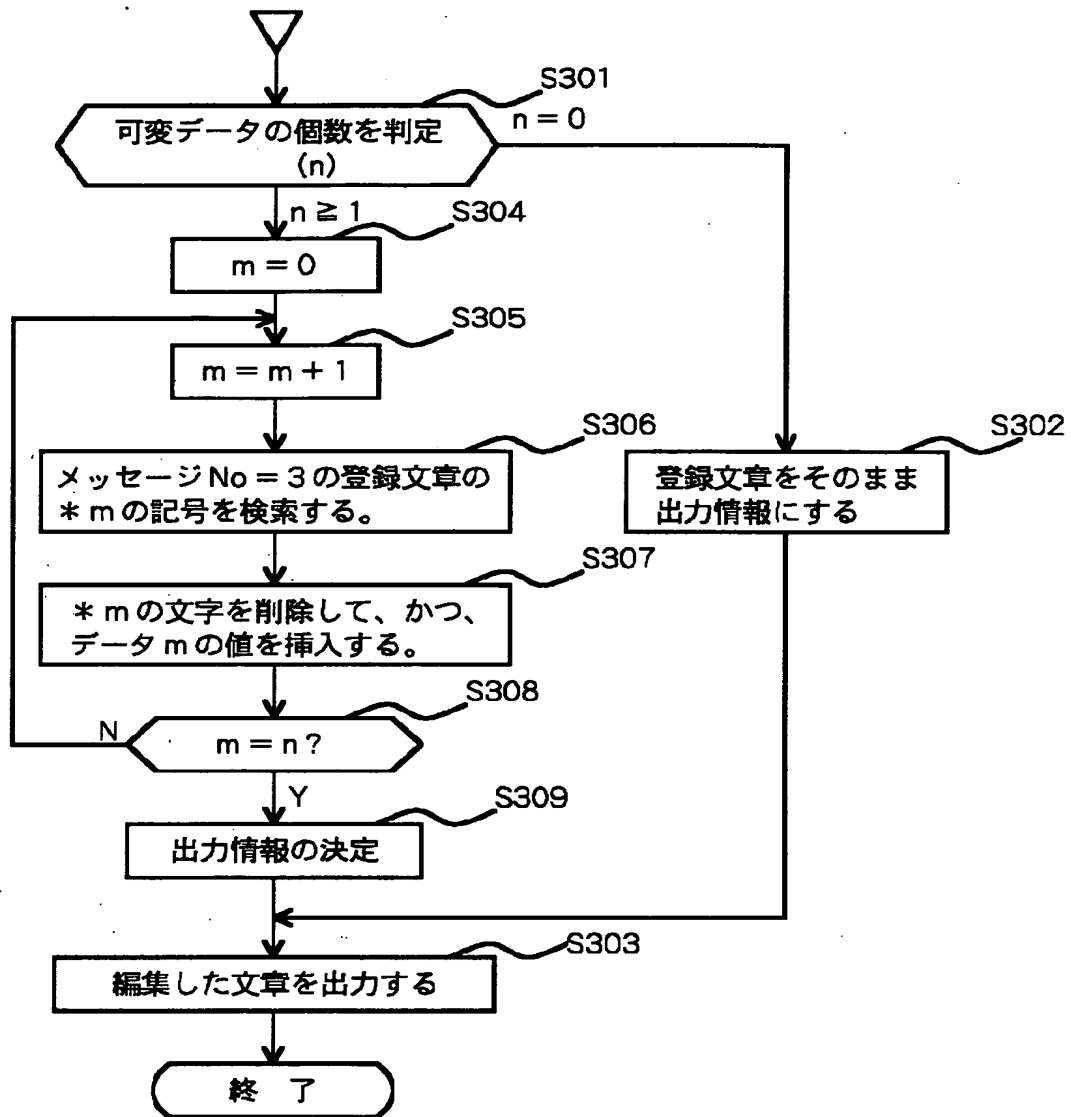 S301
可変データの個数を判定
(n)
n = 0
n ≧ 1
S304
m = 0
S305
m = m + 1
S306
メッセージNo = 3の登録文章の
＊mの記号を検索する。
S302
登録文章をそのまま
出力情報にする
S307
＊mの文字を削除して、かつ、
データmの値を挿入する。
S308
N
m = n ?
Y
S309
出力情報の決定
S303
編集した文章を出力する
終 了